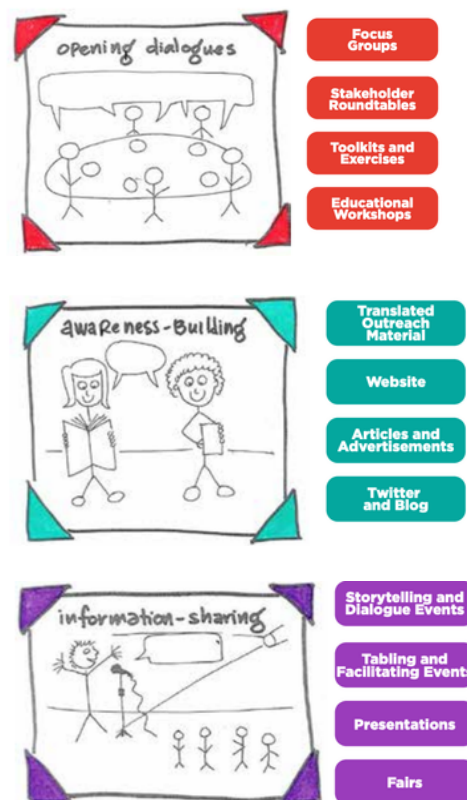 opening dialogues
Focus
Groups
Stakeholder
Roundtables
Toolkits and
Exercises
Educational
Workshops
awaReness-Building
Translated
Outreach
Material
Website
Articles and
Advertisements
Twitter
and Blog
information-sharing
Storytelling and
Dialogue Events
Tabling and
Facilitating Events
Presentations
Fairs